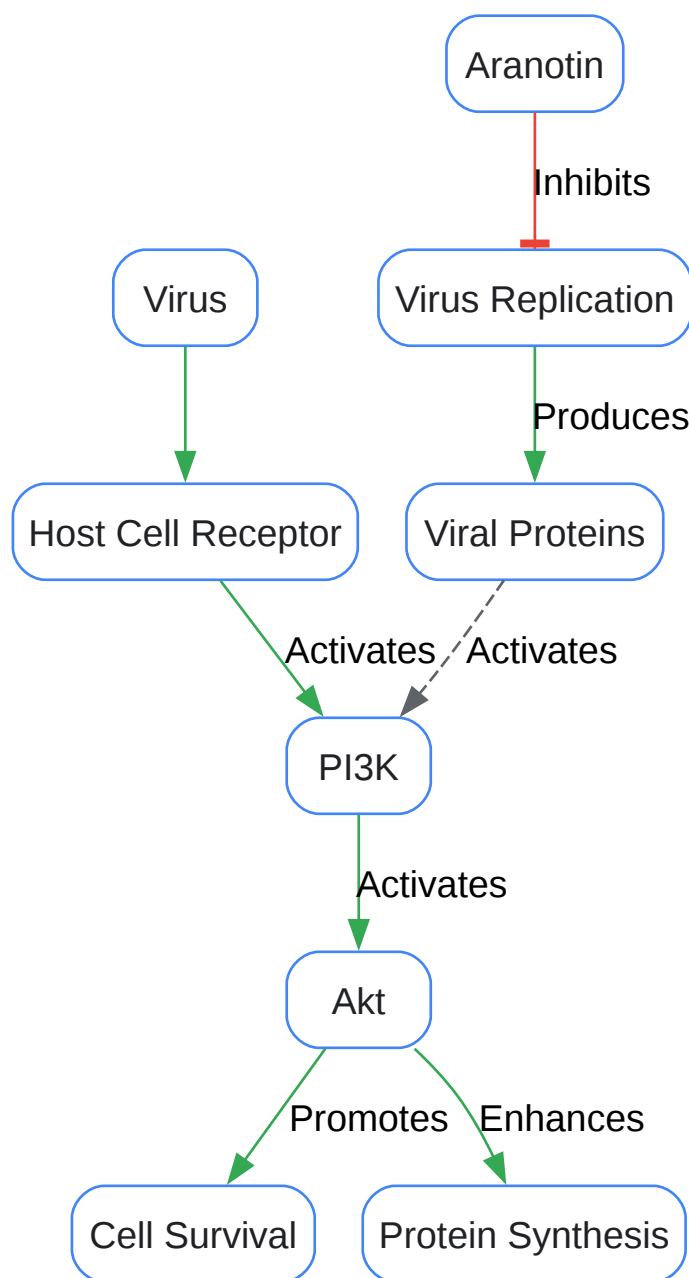 Aranotin
Inhibits
Virus
Virus Replication
Produces
Host Cell Receptor
Viral Proteins
Activates
Activates
PI3K
Activates
Akt
Promotes
Enhances
Cell Survival
Protein Synthesis